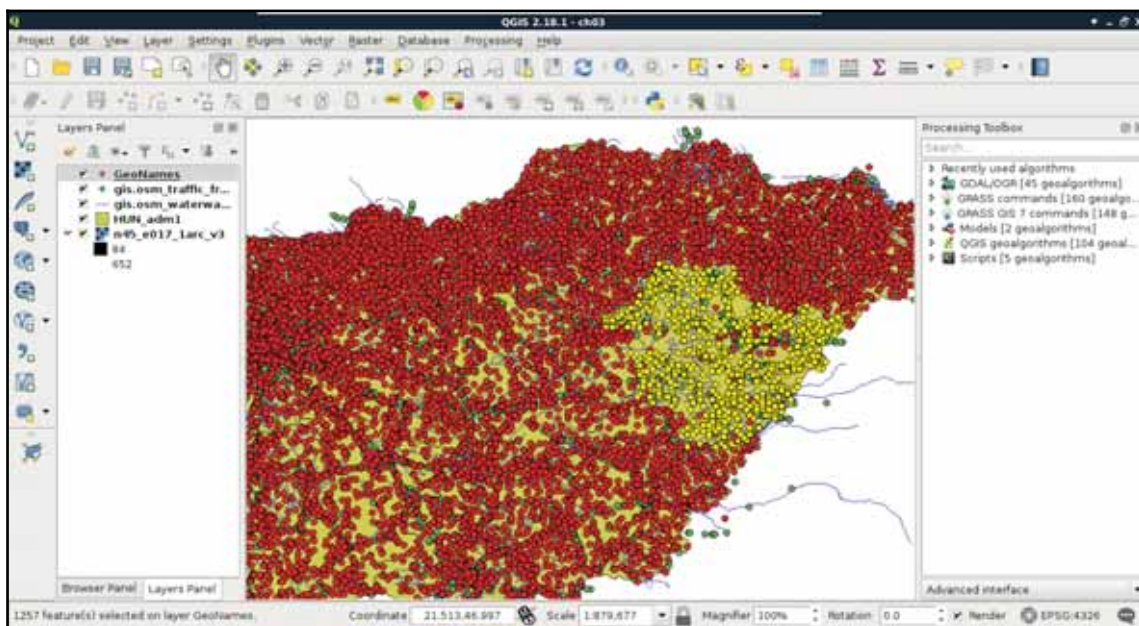 QGIS 2.18.1 - ch03
Project Edit View Layer Settings Plugins Vector Raster Database Processing Help
Layers Panel
GeoNames
gis.osm_traffic_fr...
gis.osm_waterwa...
HUN_adm1
n45_e017_1arc_v3
84
652
Browser Panel Layers Panel
Processing Toolbox
Search...
Recently used algorithms
GDAL/OGR [45 geoalgorithms]
GRASS commands [160 geoalgo...
GRASS GIS 7 commands [148 g...
Models [2 geoalgorithms]
QGIS geoalgorithms [104 geoal...
Scripts [5 geoalgorithms]
Advanced interface
1257 feature(s) selected on layer GeoNames. Coordinate 21.513,46.997 Scale 1:879,677 Magnifier 100% Rotation 0.0 Render EPSG:4326